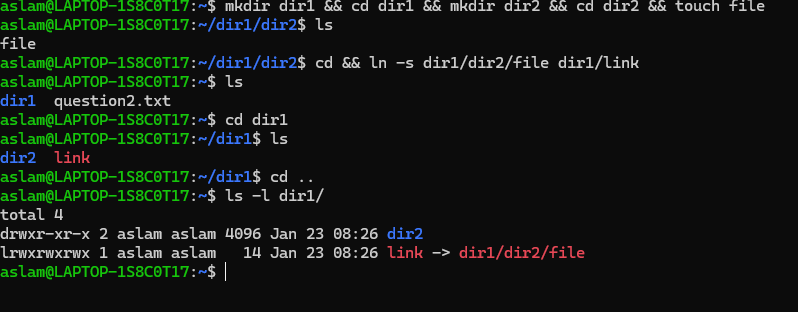 aslam@LAPTOP-1S8C0T17:~$ mkdir dir1 && cd dir1 && mkdir dir2 && cd dir2 && touch file
aslam@LAPTOP-1S8C0T17:~/dir1/dir2$ ls
file
aslam@LAPTOP-1S8C0T17:~/dir1/dir2$ cd && ln -s dir1/dir2/file dir1/link
aslam@LAPTOP-1S8C0T17:~$ ls
dir1  question2.txt
aslam@LAPTOP-1S8C0T17:~$ cd dir1
aslam@LAPTOP-1S8C0T17:~/dir1$ ls
dir2  link
aslam@LAPTOP-1S8C0T17:~/dir1$ cd ..
aslam@LAPTOP-1S8C0T17:~$ ls -l dir1/
total 4
drwxr-xr-x 2 aslam aslam 4096 Jan 23 08:26 dir2
lrwxrwxrwx 1 aslam aslam   14 Jan 23 08:26 link -> dir1/dir2/file
aslam@LAPTOP-1S8C0T17:~$